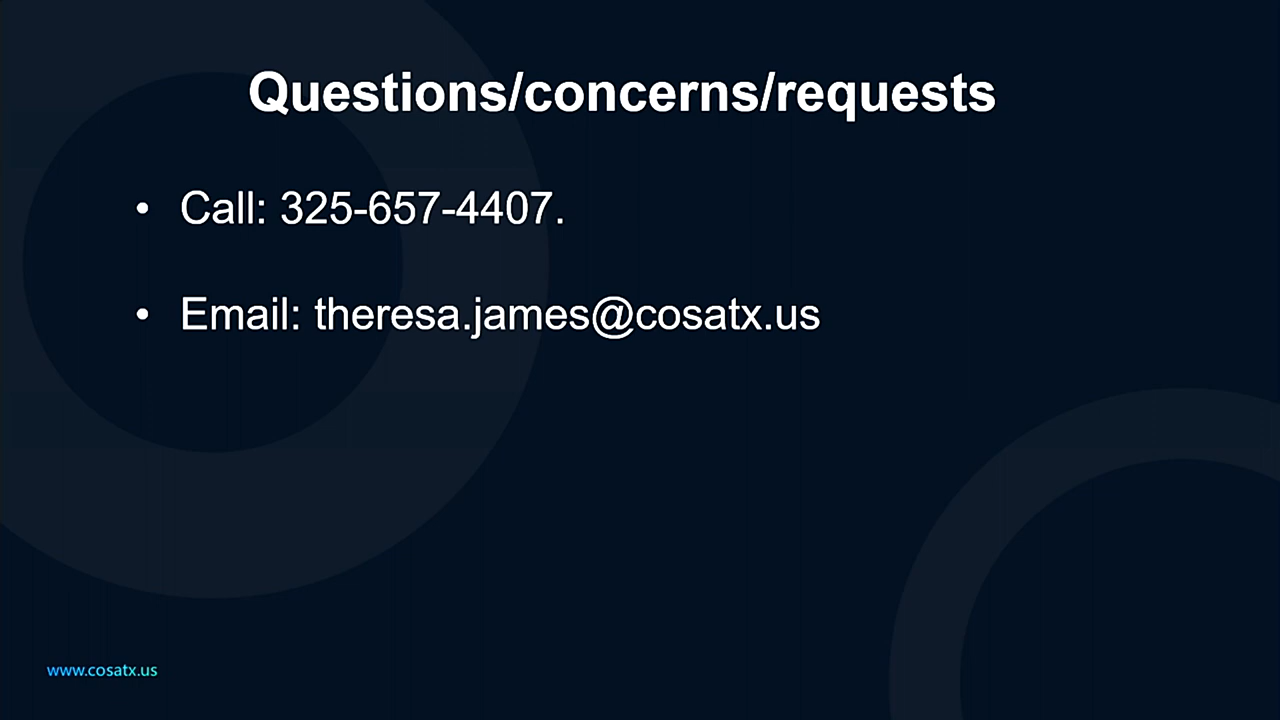 Questions/concerns/requests
• Call: 325-657-4407.
• Email: theresa.james@cosatx.us
www.cosatx.us